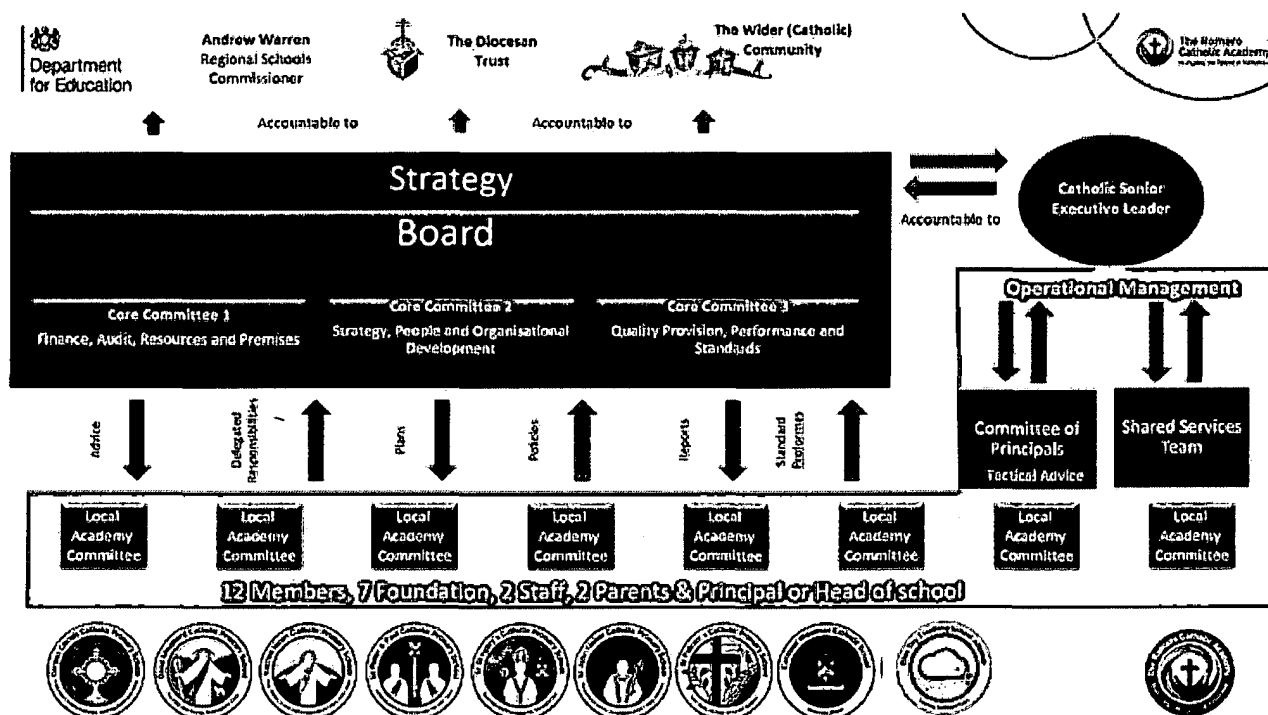 Department
for Education
Andrew Warren
Regional Schools
Commissioner
The Diocesan
Trust
The Wider (Catholic)
Community
The Romero
Catholic Academy
Accountable to
Accountable to
Strategy
Board
Core Committee 1
Finance, Audit, Resources and Premises
Core Committee 2
Strategy, People and Organisational
Development
Core Committee 3
Quality Provision, Performance and
Standards
Accountable to
Catholic Senior
Executive Leader
Operational Management
Committee of
Principals
Tactical Advice
Shared Services
Team
Advice
Delegated
Responsibilities
Plans
Policies
Reports
Standard
Proformas
Local
Academy
Committee
Local
Academy
Committee
Local
Academy
Committee
Local
Academy
Committee
Local
Academy
Committee
Local
Academy
Committee
Local
Academy
Committee
Local
Academy
Committee
12 Members, 7 Foundation, 2 Staff, 2 Parents & Principal or Head of school